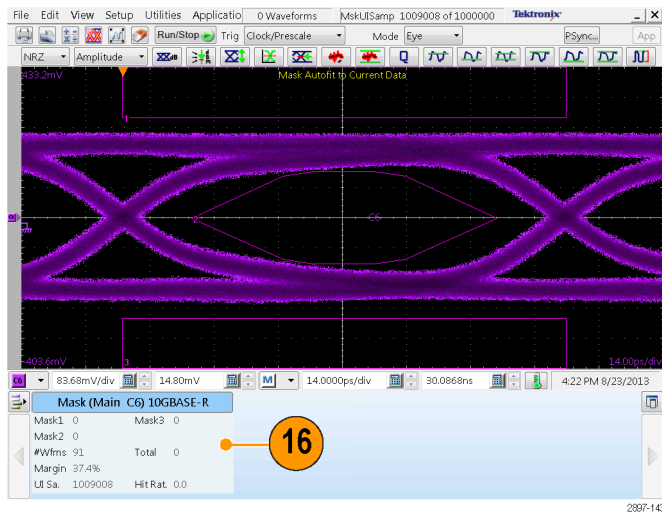 File Edit View Setup Utilities Applicatio 0 Waveforms MskUISamp 1009008 of 1000000 Tektronix
Run/Stop Trig Clock/Prescale Mode Eye PSync... App
NRZ Amplitude Q
433.2mV Mask Autofit to Current Data
1
2 C6
-403.6mV 3 14.00ps/div
C6 83.68mV/div 14.80mV M 14.0000ps/div 30.0868ns 4:22 PM 8/23/2013
Mask (Main C6) 10GBASE-R
Mask1 0 Mask3 0
Mask2 0
#Wfms 91 Total 0
Margin 37.4%
UI Sa. 1009008 Hit Rat. 0.0
16